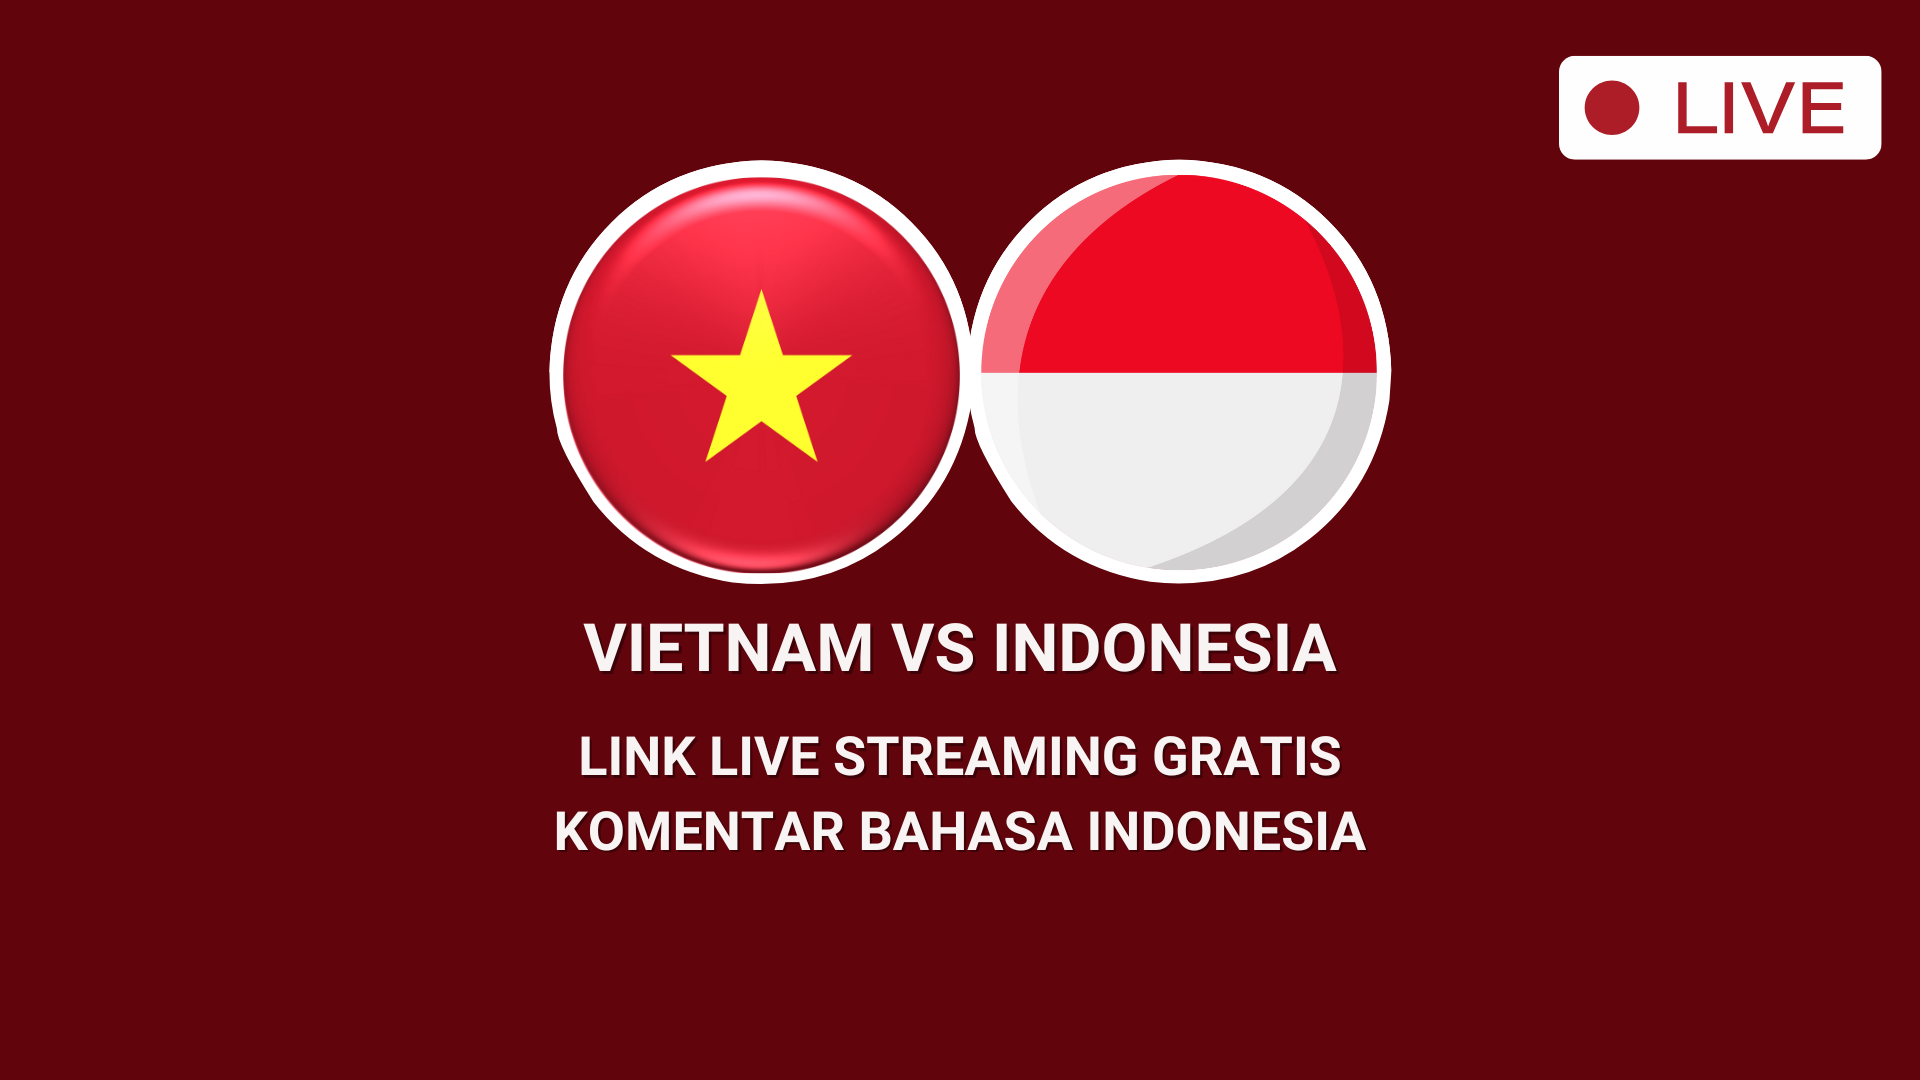 LIVE
VIETNAM VS INDONESIA
LINK LIVE STREAMING GRATIS
KOMENTAR BAHASA INDONESIA